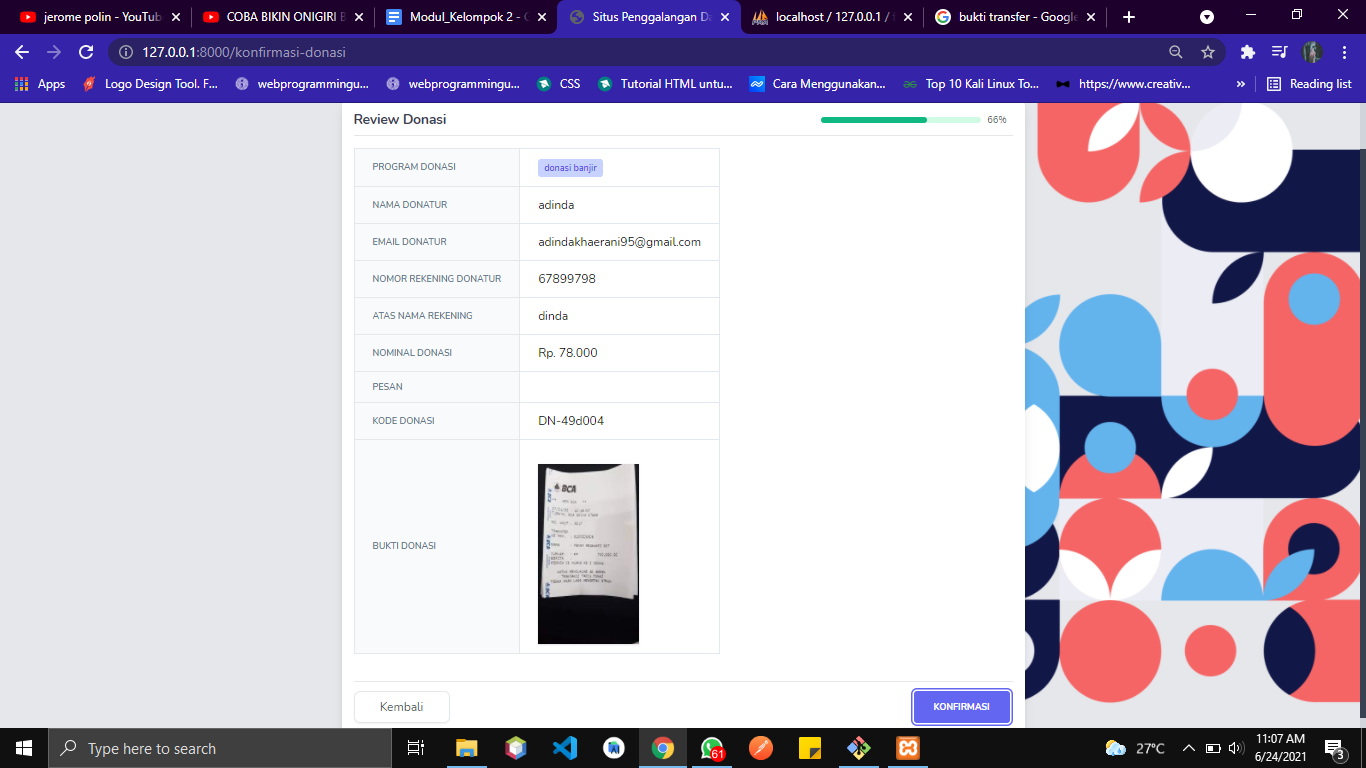 jerome polin - YouTub
COBA BIKIN ONIGIRI B
Modul_Kelompok 2 - G
Situs Penggalangan Da
localhost / 127.0.0.1 / 
bukti transfer - Google
127.0.0.1:8000/konfirmasi-donasi
Apps
Logo Design Tool. F...
webprogrammingu...
webprogrammingu...
CSS
Tutorial HTML untu...
Cara Menggunakan...
Top 10 Kali Linux To...
https://www.creativ...
Reading list
Review Donasi
66%
PROGRAM DONASI donasi banjir
NAMA DONATUR adinda
EMAIL DONATUR adindakhaerani95@gmail.com
NOMOR REKENING DONATUR 67899798
ATAS NAMA REKENING dinda
NOMINAL DONASI Rp. 78.000
PESAN
KODE DONASI DN-49d004
BUKTI DONASI
BCA
Kembali
KONFIRMASI
Type here to search
61
27°C
11:07 AM
6/24/2021
3